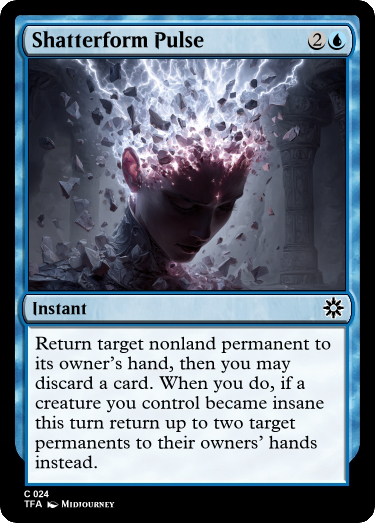 Shatterform Pulse 2
Instant
Return target nonland permanent to
its owner's hand, then you may
discard a card. When you do, if a
creature you control became insane
this turn return up to two target
permanents to their owners' hands
instead.
C 024
TFA Midjourney